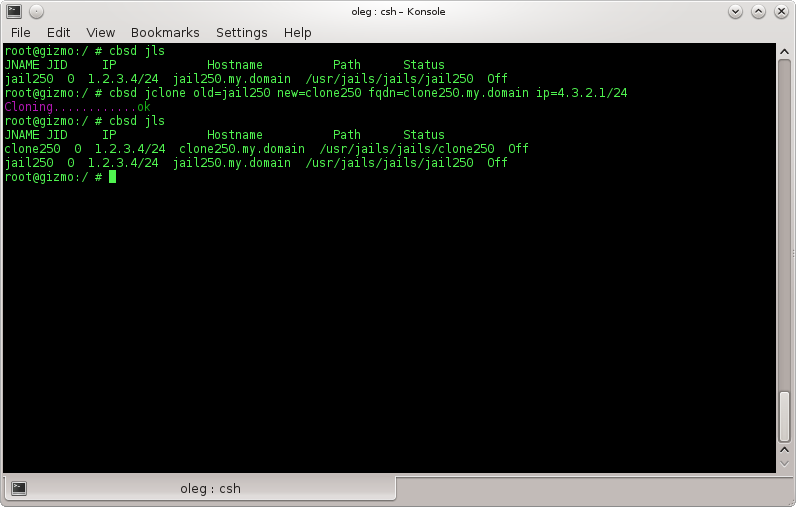 oleg : csh – Konsole
File Edit View Bookmarks Settings Help
root@gizmo:/ # cbsd jls
JNAME JID     IP             Hostname          Path      Status
jail250  0  1.2.3.4/24  jail250.my.domain  /usr/jails/jails/jail250  Off
root@gizmo:/ # cbsd jclone old=jail250 new=clone250 fqdn=clone250.my.domain ip=4.3.2.1/24
Cloning............ok
root@gizmo:/ # cbsd jls
JNAME JID     IP             Hostname          Path      Status
clone250  0  1.2.3.4/24  clone250.my.domain  /usr/jails/jails/clone250  Off
jail250  0  1.2.3.4/24  jail250.my.domain  /usr/jails/jails/jail250  Off
root@gizmo:/ #
oleg : csh